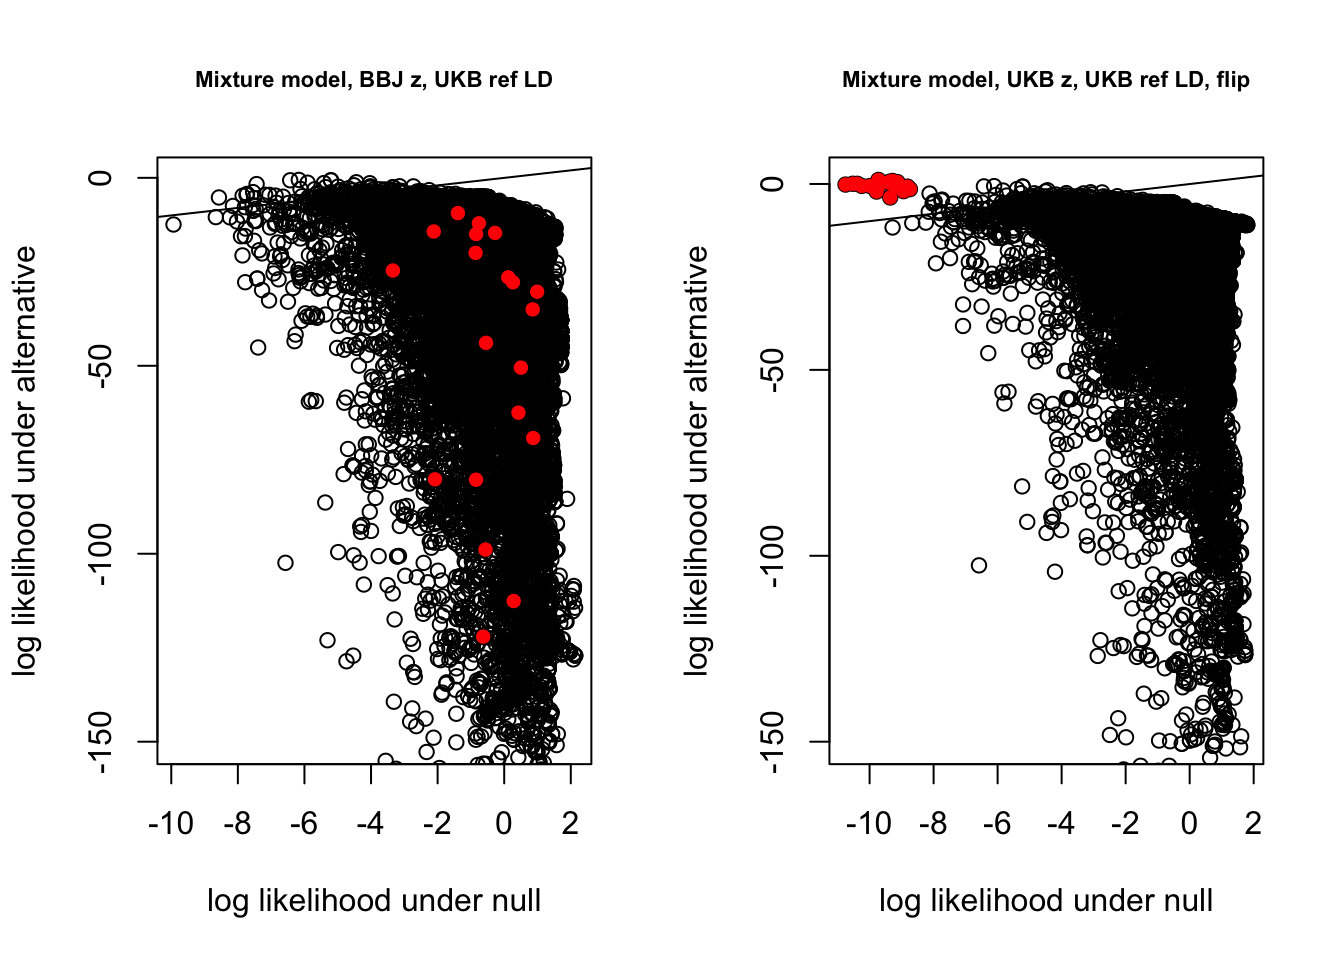 Mixture model, BBJ z, UKB ref LD
log likelihood under alternative
0
-50
-100
-150
-10 -8 -6 -4 -2 0 2
log likelihood under null
Mixture model, UKB z, UKB ref LD, flip
log likelihood under alternative
0
-50
-100
-150
-10 -8 -6 -4 -2 0 2
log likelihood under null